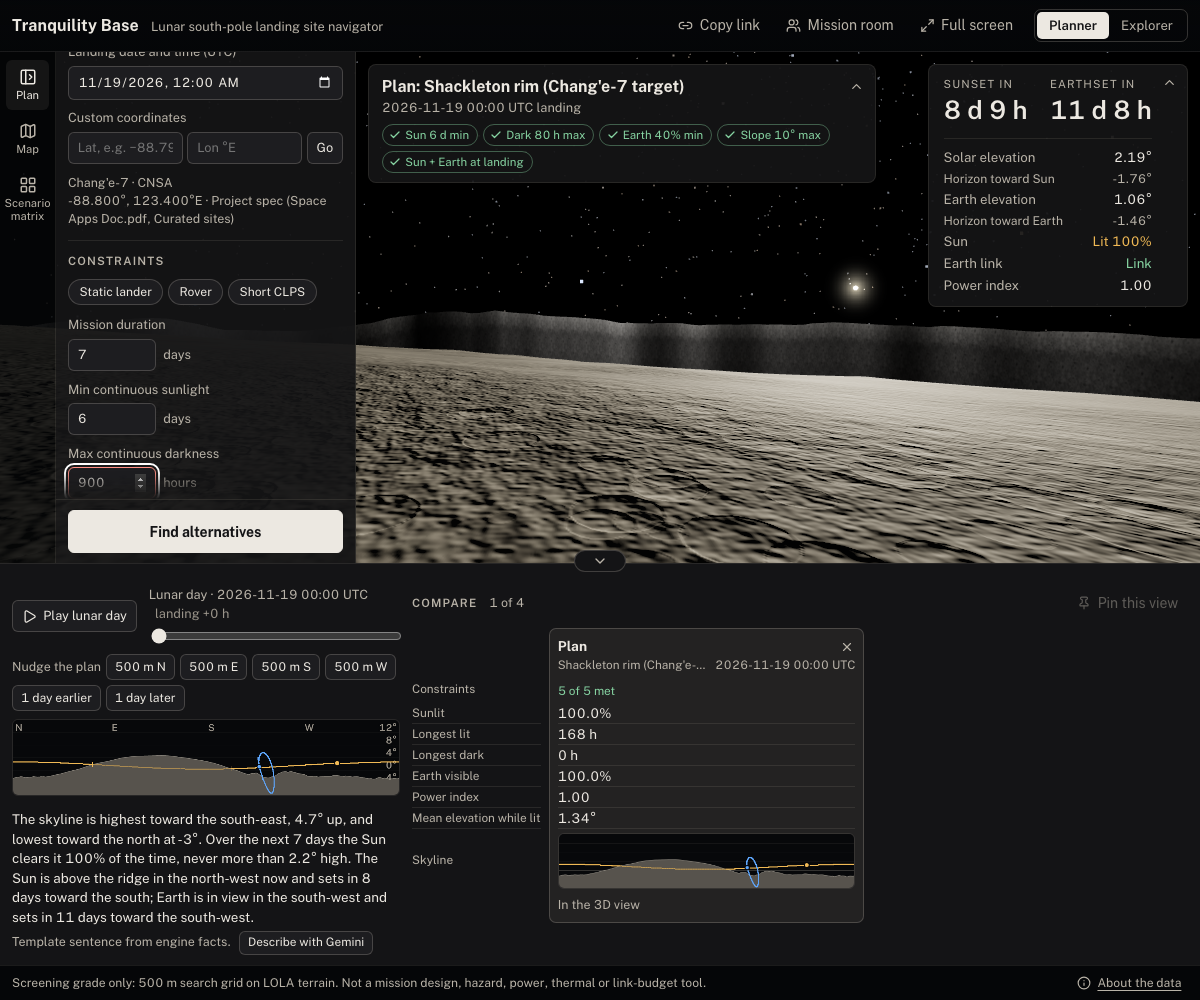 Tranquility Base Lunar south-pole landing site navigator
Copy link Mission room Full screen Planner Explorer
Plan
Map
Scenario
matrix
Landing date and time (UTC)
11/19/2026, 12:00 AM
Custom coordinates
Lat, e.g. −88.79 Lon °E Go
Chang'e-7 · CNSA
-88.800°, 123.400°E · Project spec (Space
Apps Doc.pdf, Curated sites)
CONSTRAINTS
Static lander Rover Short CLPS
Mission duration
7 days
Min continuous sunlight
6 days
Max continuous darkness
900 hours
Find alternatives
Plan: Shackleton rim (Chang'e-7 target)
2026-11-19 00:00 UTC landing
Sun 6 d min Dark 80 h max Earth 40% min Slope 10° max
Sun + Earth at landing
SUNSET IN EARTHSET IN
8 d 9 h 11 d 8 h
Solar elevation 2.19°
Horizon toward Sun -1.76°
Earth elevation 1.06°
Horizon toward Earth -1.46°
Sun Lit 100%
Earth link Link
Power index 1.00
Play lunar day
Lunar day · 2026-11-19 00:00 UTC
landing +0 h
Nudge the plan 500 m N 500 m E 500 m S 500 m W
1 day earlier 1 day later
N E S W 12°
8°
4°
0°
The skyline is highest toward the south-east, 4.7° up, and
lowest toward the north at -3°. Over the next 7 days the Sun
clears it 100% of the time, never more than 2.2° high. The
Sun is above the ridge in the north-west now and sets in 8
days toward the south; Earth is in view in the south-west and
sets in 11 days toward the south-west.
Template sentence from engine facts. Describe with Gemini
COMPARE 1 of 4 Pin this view
Plan
Shackleton rim (Chang'e-... 2026-11-19 00:00 UTC
Constraints 5 of 5 met
Sunlit 100.0%
Longest lit 168 h
Longest dark 0 h
Earth visible 100.0%
Power index 1.00
Mean elevation while lit 1.34°
Skyline
In the 3D view
Screening grade only: 500 m search grid on LOLA terrain. Not a mission design, hazard, power, thermal or link-budget tool.
About the data